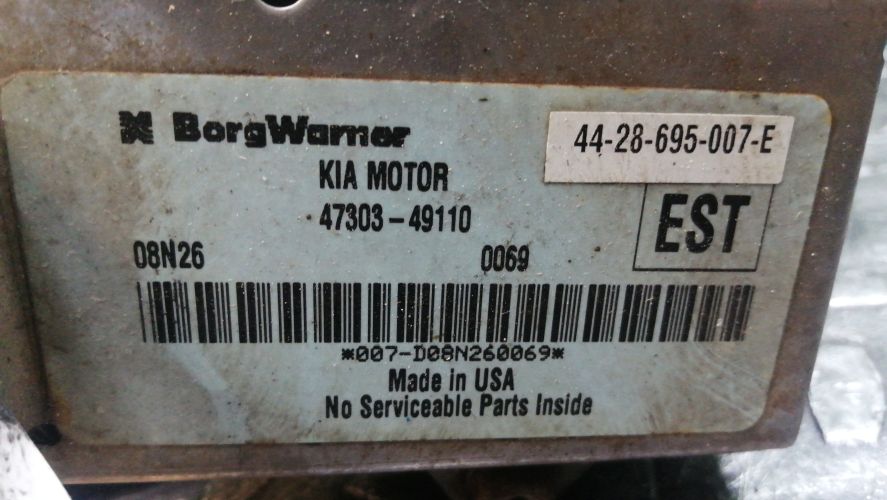 BorgWarner
44-28-695-007-E
KIA MOTOR
47303-49110
EST
08N26
0069
*007-D08N260069*
Made in USA
No Serviceable Parts Inside